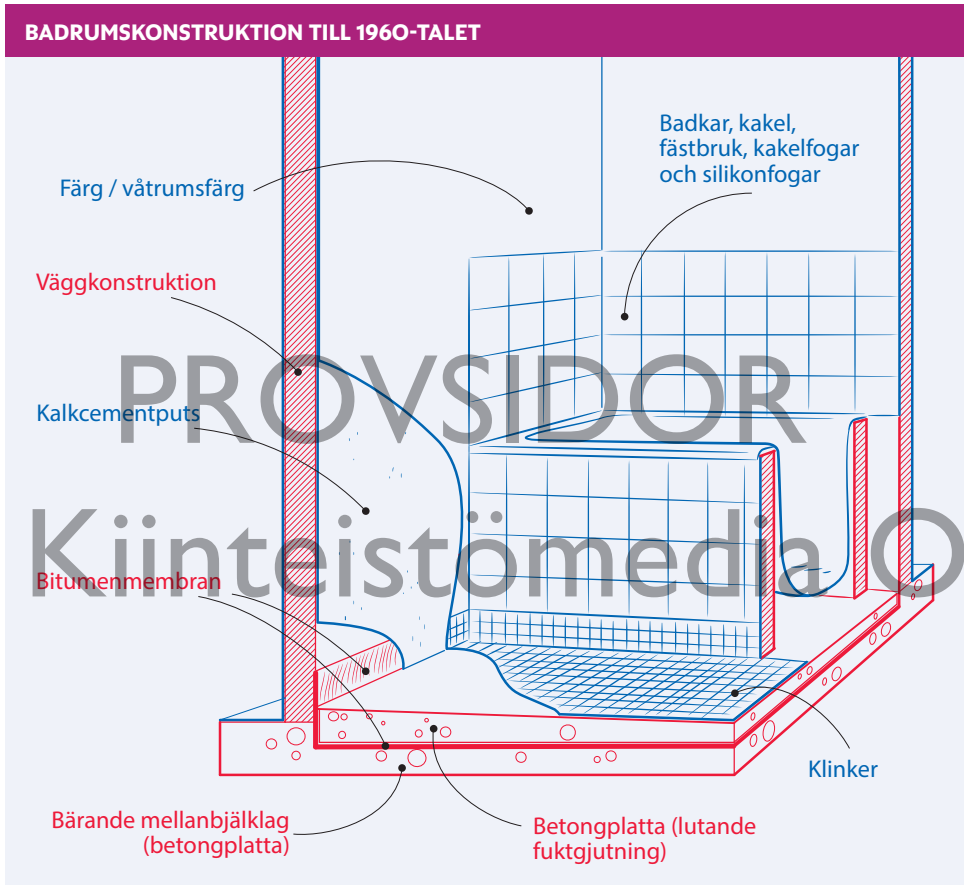 BADRUMSKONSTRUKTION TILL 1960-TALET
Badkar, kakel,
fästbruk, kakelfogar
och silikonfogar
Färg / våtrumsfärg
Väggkonstruktion
PROVSIDOR
Kalkcementputs
Kiinteistömedia O
Bitumenmembran
Klinker
Bärande mellanbjälklag
(betongplatta)
Betongplatta (lutande
fuktgjutning)